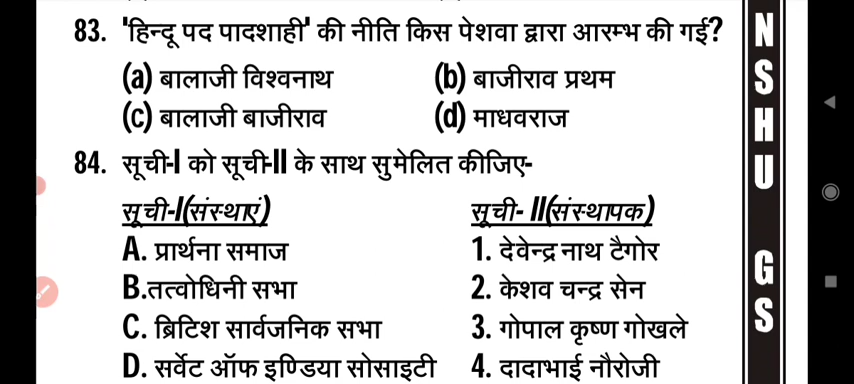 83. 'हिन्दू पद पादशाही' की नीति किस पेशवा द्वारा आरम्भ की गई?
(a) बालाजी विश्वनाथ (b) बाजीराव प्रथम
(c) बालाजी बाजीराव (d) माधवराज
84. सूची-I को सूची-II के साथ सुमेलित कीजिए-
सूची-I(संस्थाएं) सूची- II(संस्थापक)
A. प्रार्थना समाज 1. देवेन्द्र नाथ टैगोर
B.तत्वोधिनी सभा 2. केशव चन्द्र सेन
C. ब्रिटिश सार्वजनिक सभा 3. गोपाल कृष्ण गोखले
D. सर्वेट ऑफ इण्डिया सोसाइटी 4. दादाभाई नौरोजी
NSHU GS